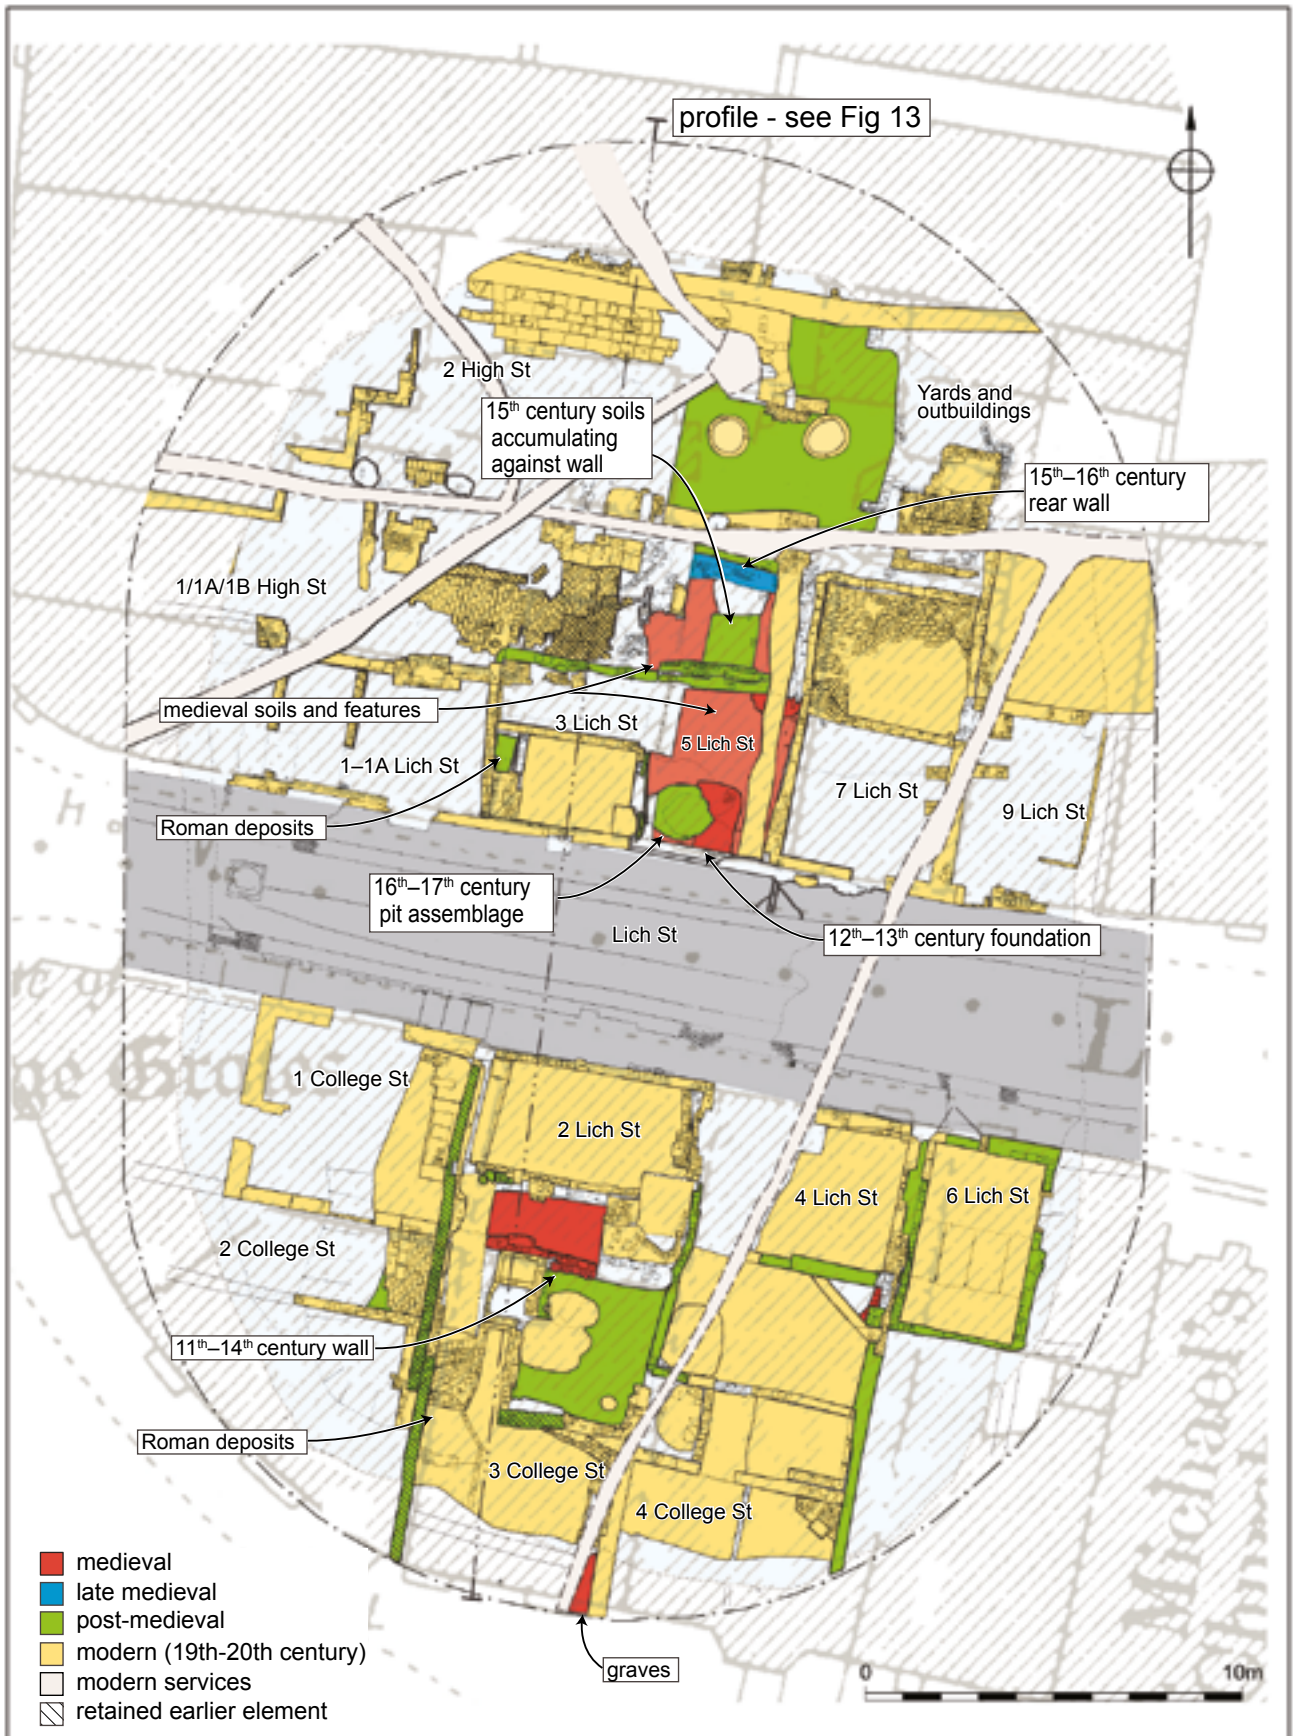 profile - see Fig 13
2 High St
15th century soils
accumulating
against wall
Yards and
outbuildings
15th–16th century
rear wall
1/1A/1B High St
medieval soils and features
3 Lich St
5 Lich St
1–1A Lich St
7 Lich St
9 Lich St
Roman deposits
16th–17th century
pit assemblage
Lich St
12th–13th century foundation
L
1 College St
2 Lich St
4 Lich St
6 Lich St
2 College St
11th–14th century wall
Roman deposits
3 College St
4 College St
Michael's
medieval
late medieval
post-medieval
modern (19th-20th century)
modern services
retained earlier element
graves
0 10m